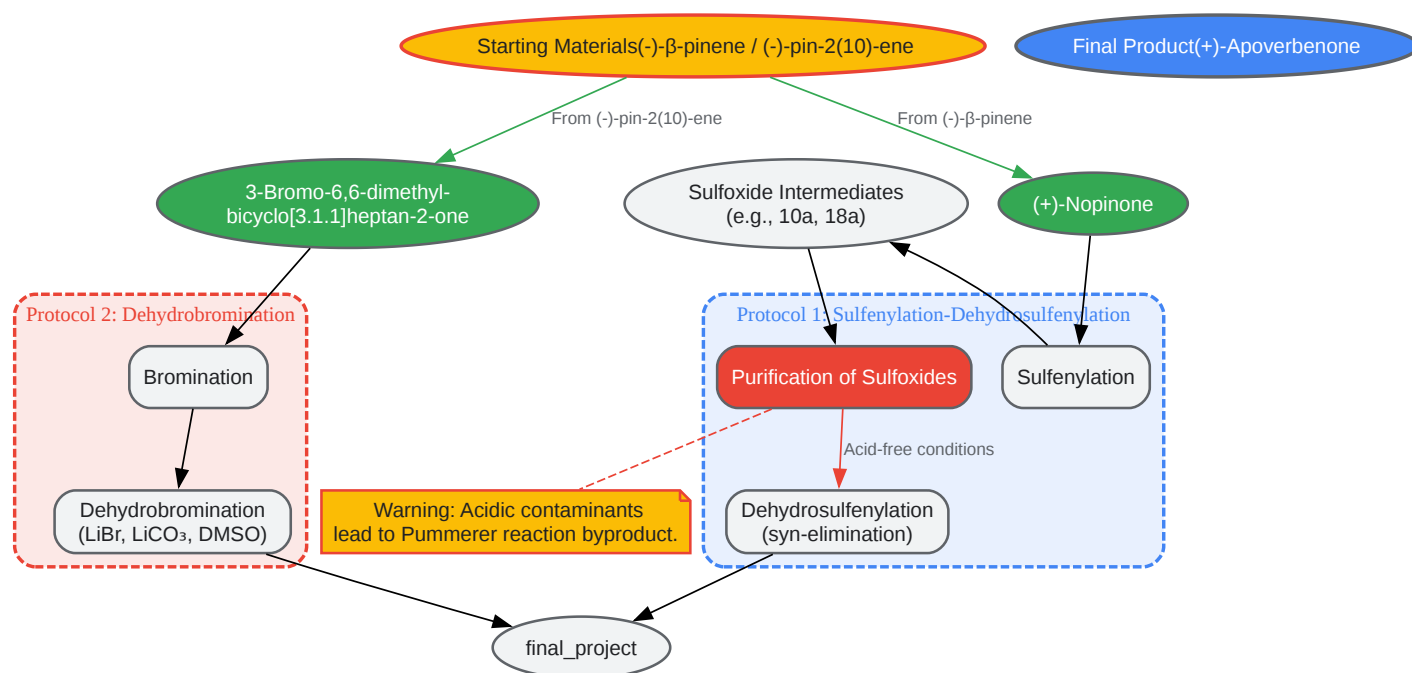 Starting Materials(-)-β-pinene / (-)-pin-2(10)-ene
Final Product(+)-Apoverbenone
From (-)-pin-2(10)-ene
From (-)-β-pinene
3-Bromo-6,6-dimethyl-
bicyclo[3.1.1]heptan-2-one
Sulfoxide Intermediates
(e.g., 10a, 18a)
(+)-Nopinone
Protocol 2: Dehydrobromination
Protocol 1: Sulfenylation-Dehydrosulfenylation
Bromination
Purification of Sulfoxides
Sulfenylation
Acid-free conditions
Dehydrobromination
(LiBr, LiCO₃, DMSO)
Warning: Acidic contaminants
lead to Pummerer reaction byproduct.
Dehydrosulfenylation
(syn-elimination)
final_project